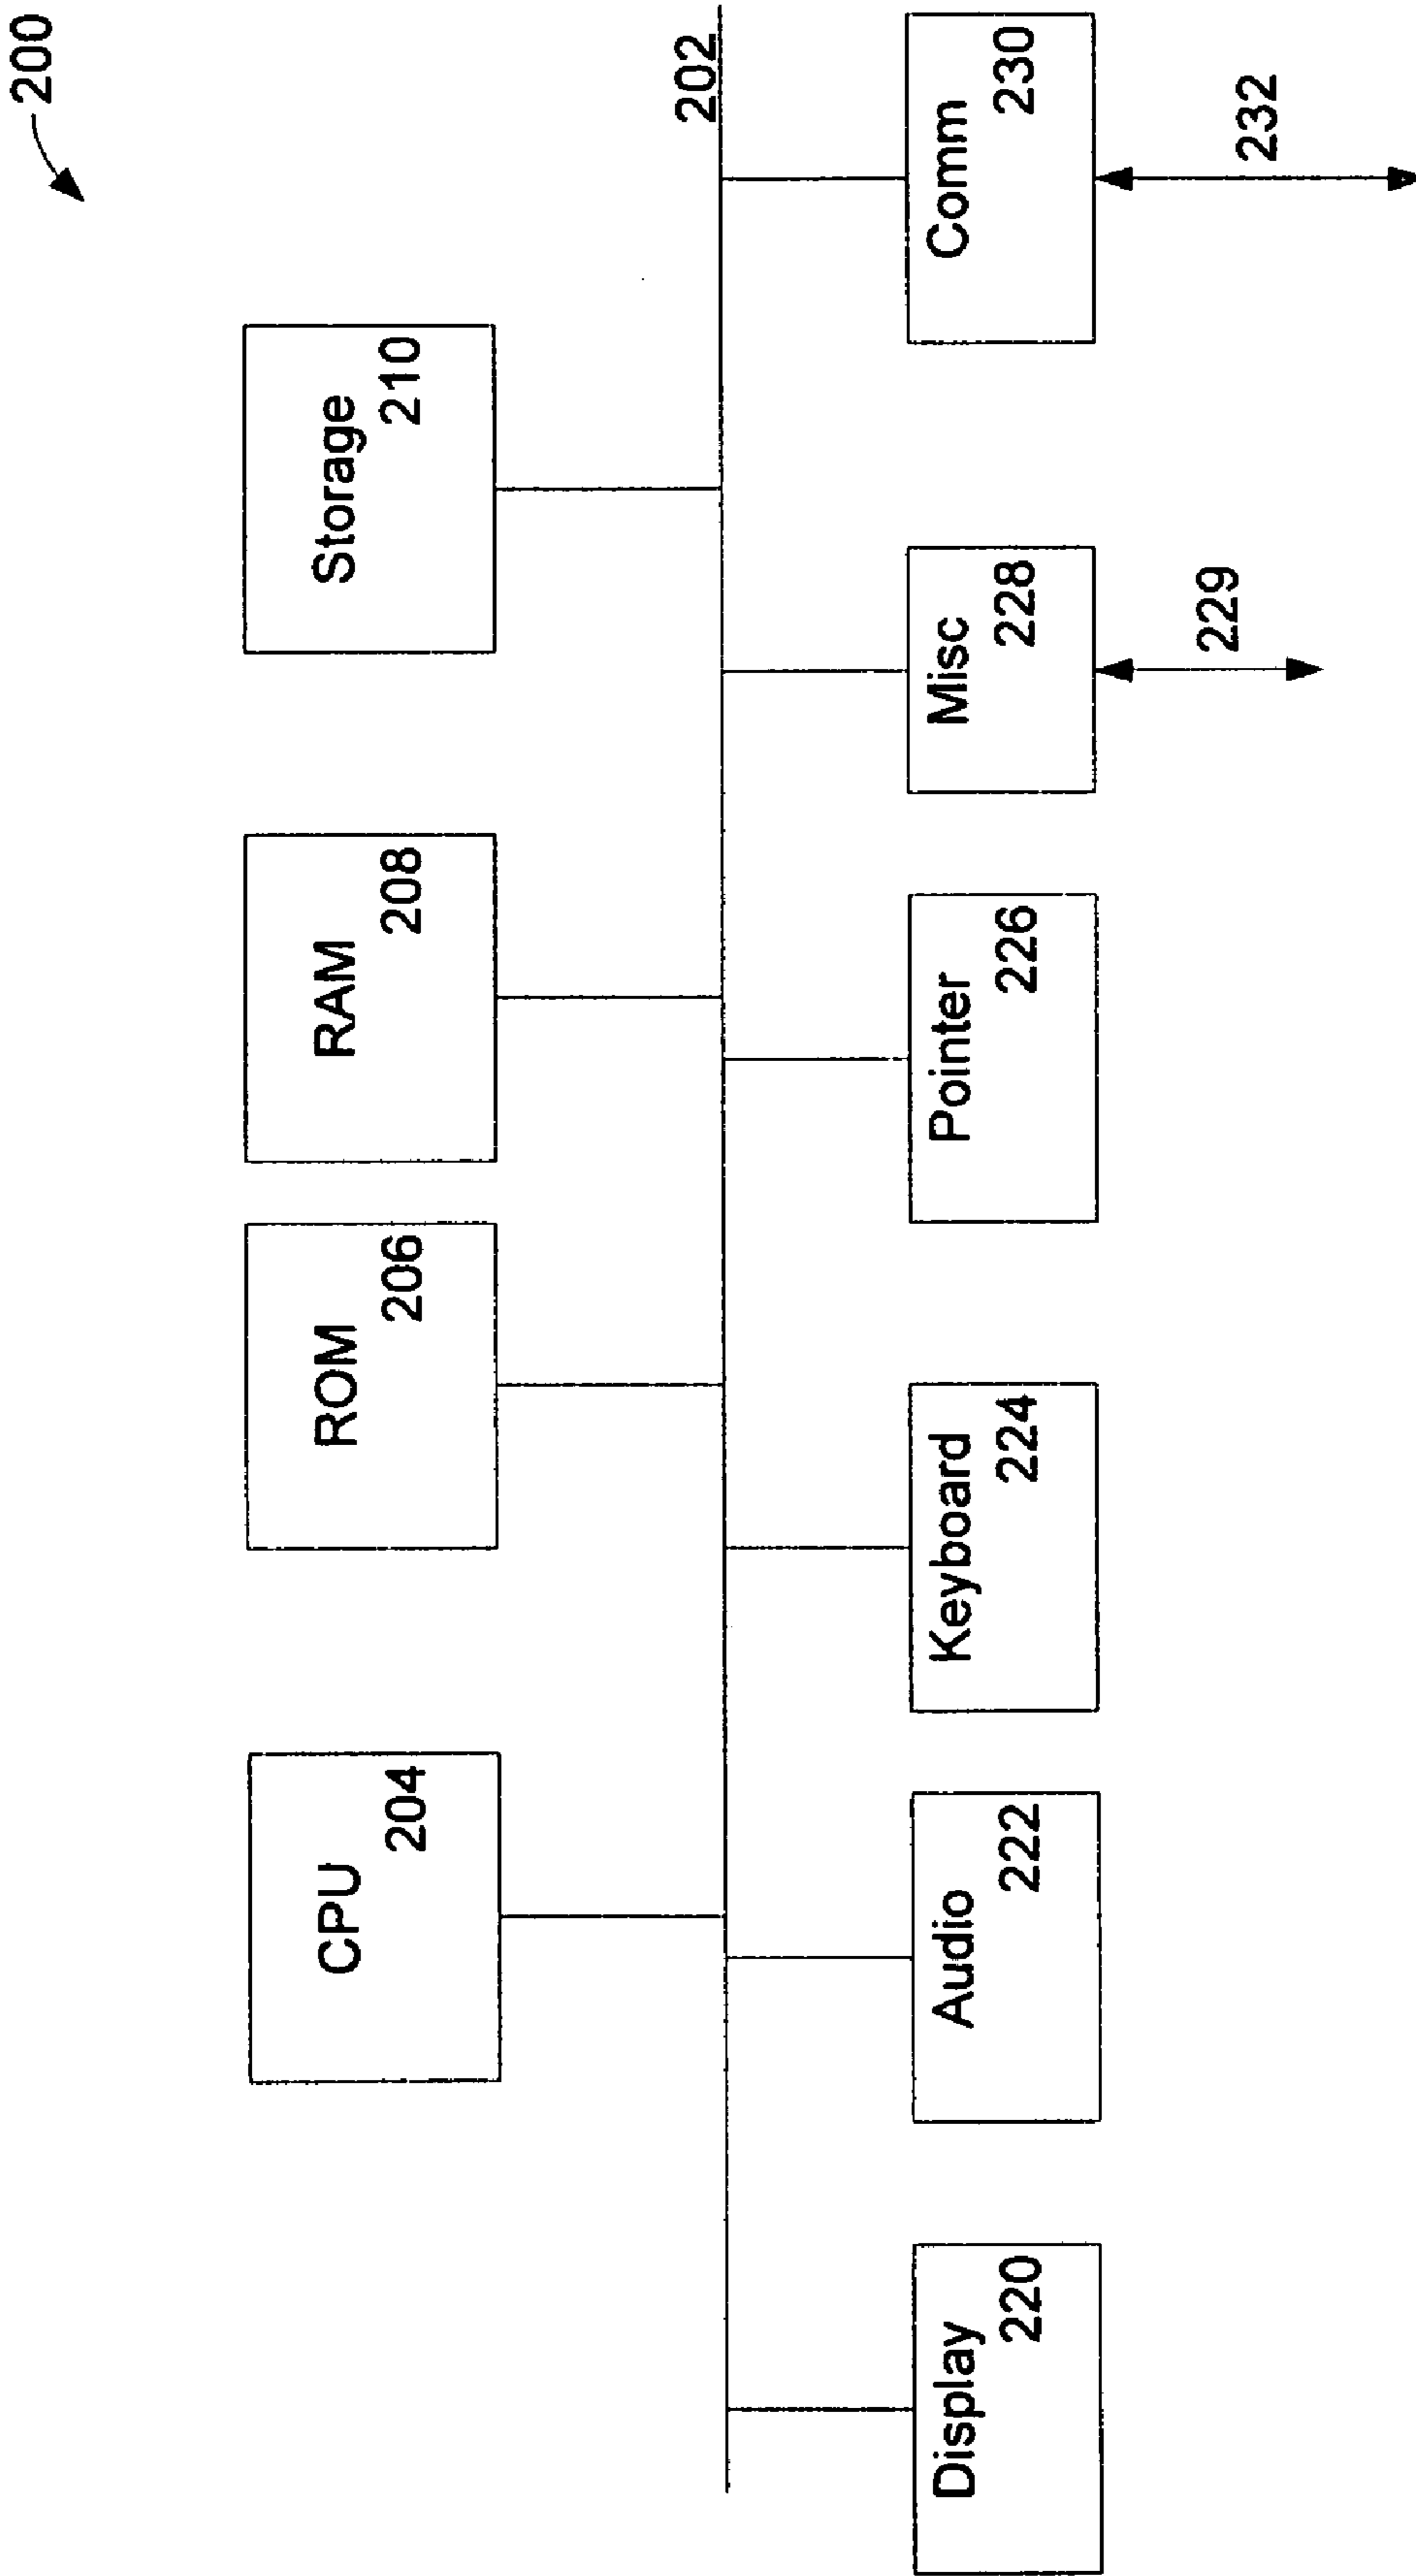 200
CPU
204
ROM
206
RAM
208
Storage
210
202
Display
220
Audio
222
Keyboard
224
Pointer
226
Misc
228
Comm
230
229
232